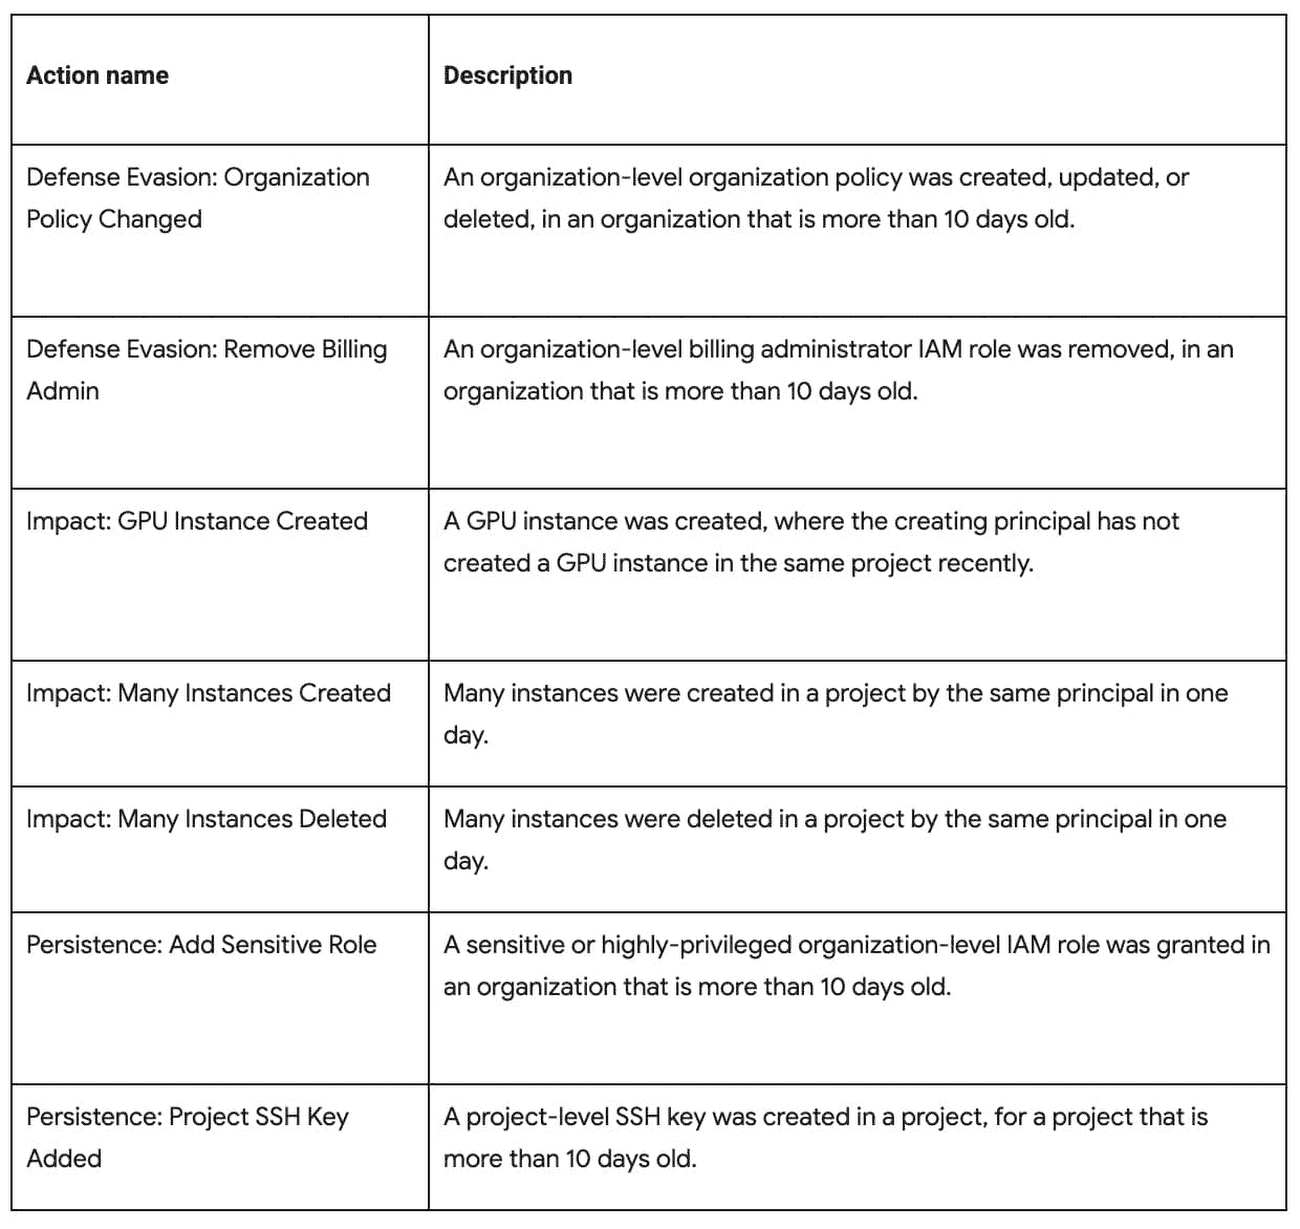 Action name
Description
Defense Evasion: Organization
Policy Changed
An organization-level organization policy was created, updated, or
deleted, in an organization that is more than 10 days old.
Defense Evasion: Remove Billing
Admin
An organization-level billing administrator IAM role was removed, in an
organization that is more than 10 days old.
Impact: GPU Instance Created
A GPU instance was created, where the creating principal has not
created a GPU instance in the same project recently.
Impact: Many Instances Created
Many instances were created in a project by the same principal in one
day.
Impact: Many Instances Deleted
Many instances were deleted in a project by the same principal in one
day.
Persistence: Add Sensitive Role
A sensitive or highly-privileged organization-level IAM role was granted in
an organization that is more than 10 days old.
Persistence: Project SSH Key
Added
A project-level SSH key was created in a project, for a project that is
more than 10 days old.